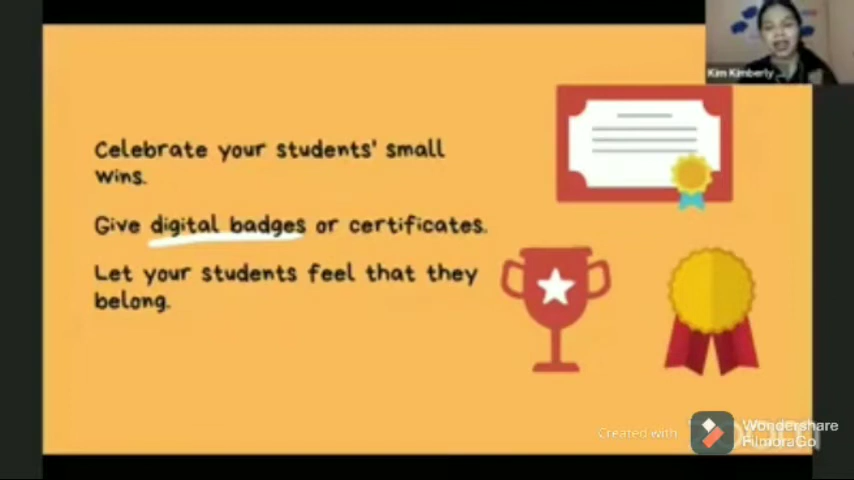 Kim Kimberly
Celebrate your students' small
wins.
Give digital badges or certificates.
Let your students feel that they
belong.
Created with
Wondershare
FilmoraGo